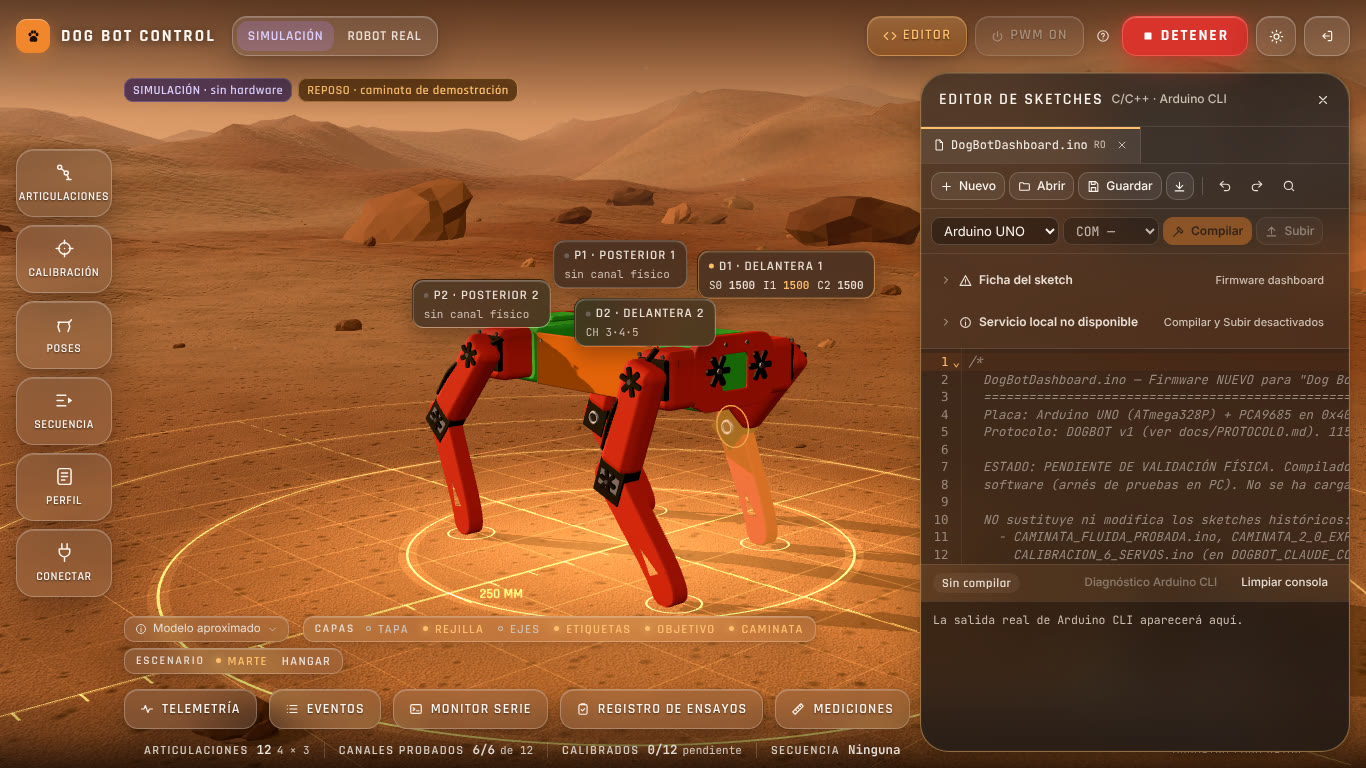 DOG BOT CONTROL
SIMULACIÓN
ROBOT REAL
EDITOR
PWM ON
DETENER
SIMULACIÓN · sin hardware
REPOSO · caminata de demostración
EDITOR DE SKETCHES C/C++ · Arduino CLI
DogBotDashboard.ino RO
Nuevo
Abrir
Guardar
Arduino UNO
COM —
Compilar
Subir
Ficha del sketch
Firmware dashboard
Servicio local no disponible
Compilar y Subir desactivados
1 /*
2 DogBotDashboard.ino — Firmware NUEVO para "Dog Bo
3 =================================================
4 Placa: Arduino UNO (ATmega328P) + PCA9685 en 0x40
5 Protocolo: DOGBOT v1 (ver docs/PROTOCOLO.md). 115
6
7 ESTADO: PENDIENTE DE VALIDACIÓN FÍSICA. Compilado
8 software (arnés de pruebas en PC). No se ha carga
9
10 NO sustituye ni modifica los sketches históricos:
11 - CAMINATA_FLUIDA_PROBADA.ino, CAMINATA_2_0_EXP
12 CALIBRACION_6_SERVOS.ino (en DOGBOT_CLAUDE_CO
Sin compilar
Diagnóstico Arduino CLI
Limpiar consola
La salida real de Arduino CLI aparecerá aquí.
ARTICULACIONES
CALIBRACIÓN
POSES
SECUENCIA
PERFIL
CONECTAR
P1 · POSTERIOR 1
sin canal físico
D1 · DELANTERA 1
S0 1500 I1 1500 C2 1500
P2 · POSTERIOR 2
sin canal físico
D2 · DELANTERA 2
CH 3·4·5
250 MM
Modelo aproximado
CAPAS TAPA REJILLA EJES ETIQUETAS OBJETIVO CAMINATA
ESCENARIO MARTE HANGAR
TELEMETRÍA
EVENTOS
MONITOR SERIE
REGISTRO DE ENSAYOS
MEDICIONES
ARTICULACIONES 12 4 × 3
CANALES PROBADOS 6/6 de 12
CALIBRADOS 0/12 pendiente
SECUENCIA Ninguna